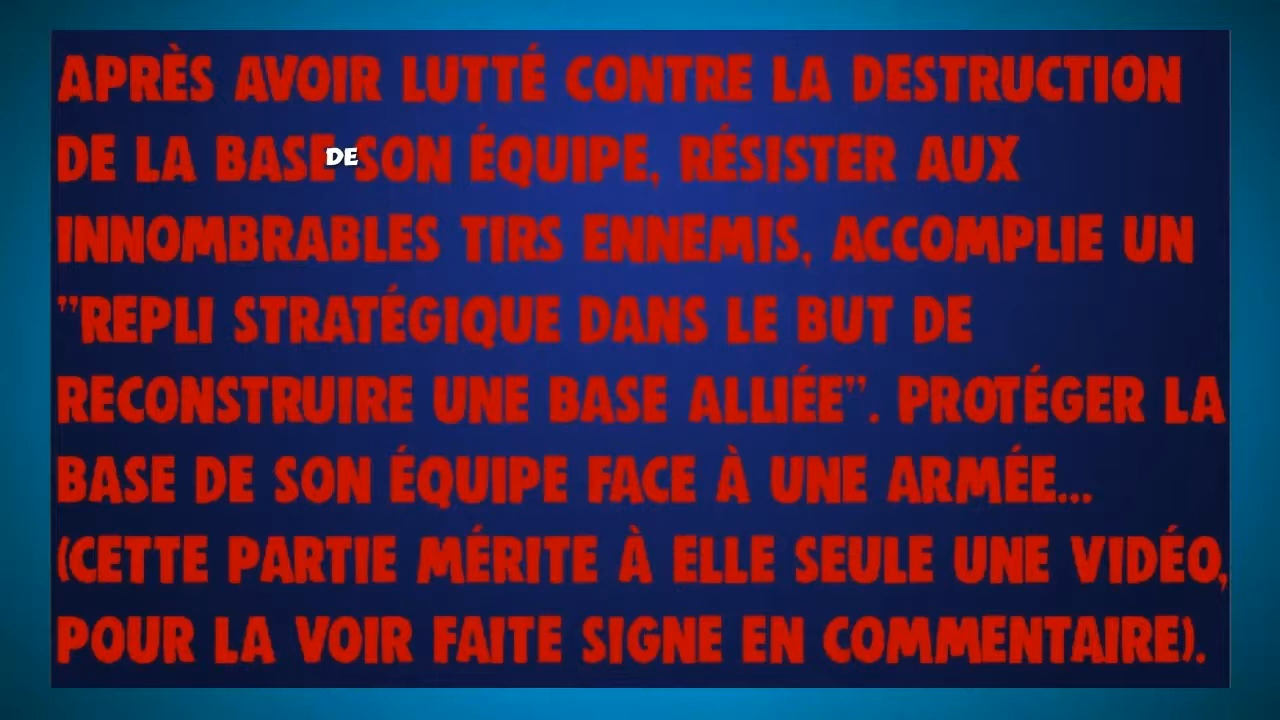 APRÈS AVOIR LUTTÉ CONTRE LA DESTRUCTION
DE LA BASE DE SON ÉQUIPE, RÉSISTER AUX
INNOMBRABLES TIRS ENNEMIS, ACCOMPLIE UN
"REPLI STRATÉGIQUE DANS LE BUT DE
RECONSTRUIRE UNE BASE ALLIÉE". PROTÉGER LA
BASE DE SON ÉQUIPE FACE À UNE ARMÉE...
(CETTE PARTIE MÉRITE À ELLE SEULE UNE VIDÉO,
POUR LA VOIR FAITE SIGNE EN COMMENTAIRE).